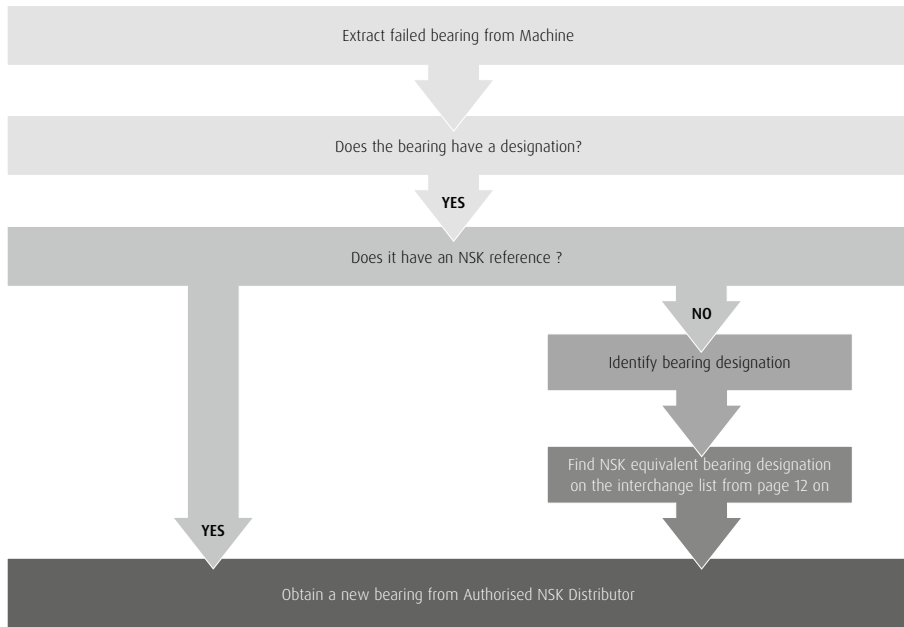 Extract failed bearing from Machine
Does the bearing have a designation?
YES
Does it have an NSK reference ?
NO
Identify bearing designation
Find NSK equivalent bearing designation
on the interchange list from page 12 on
YES
Obtain a new bearing from Authorised NSK Distributor